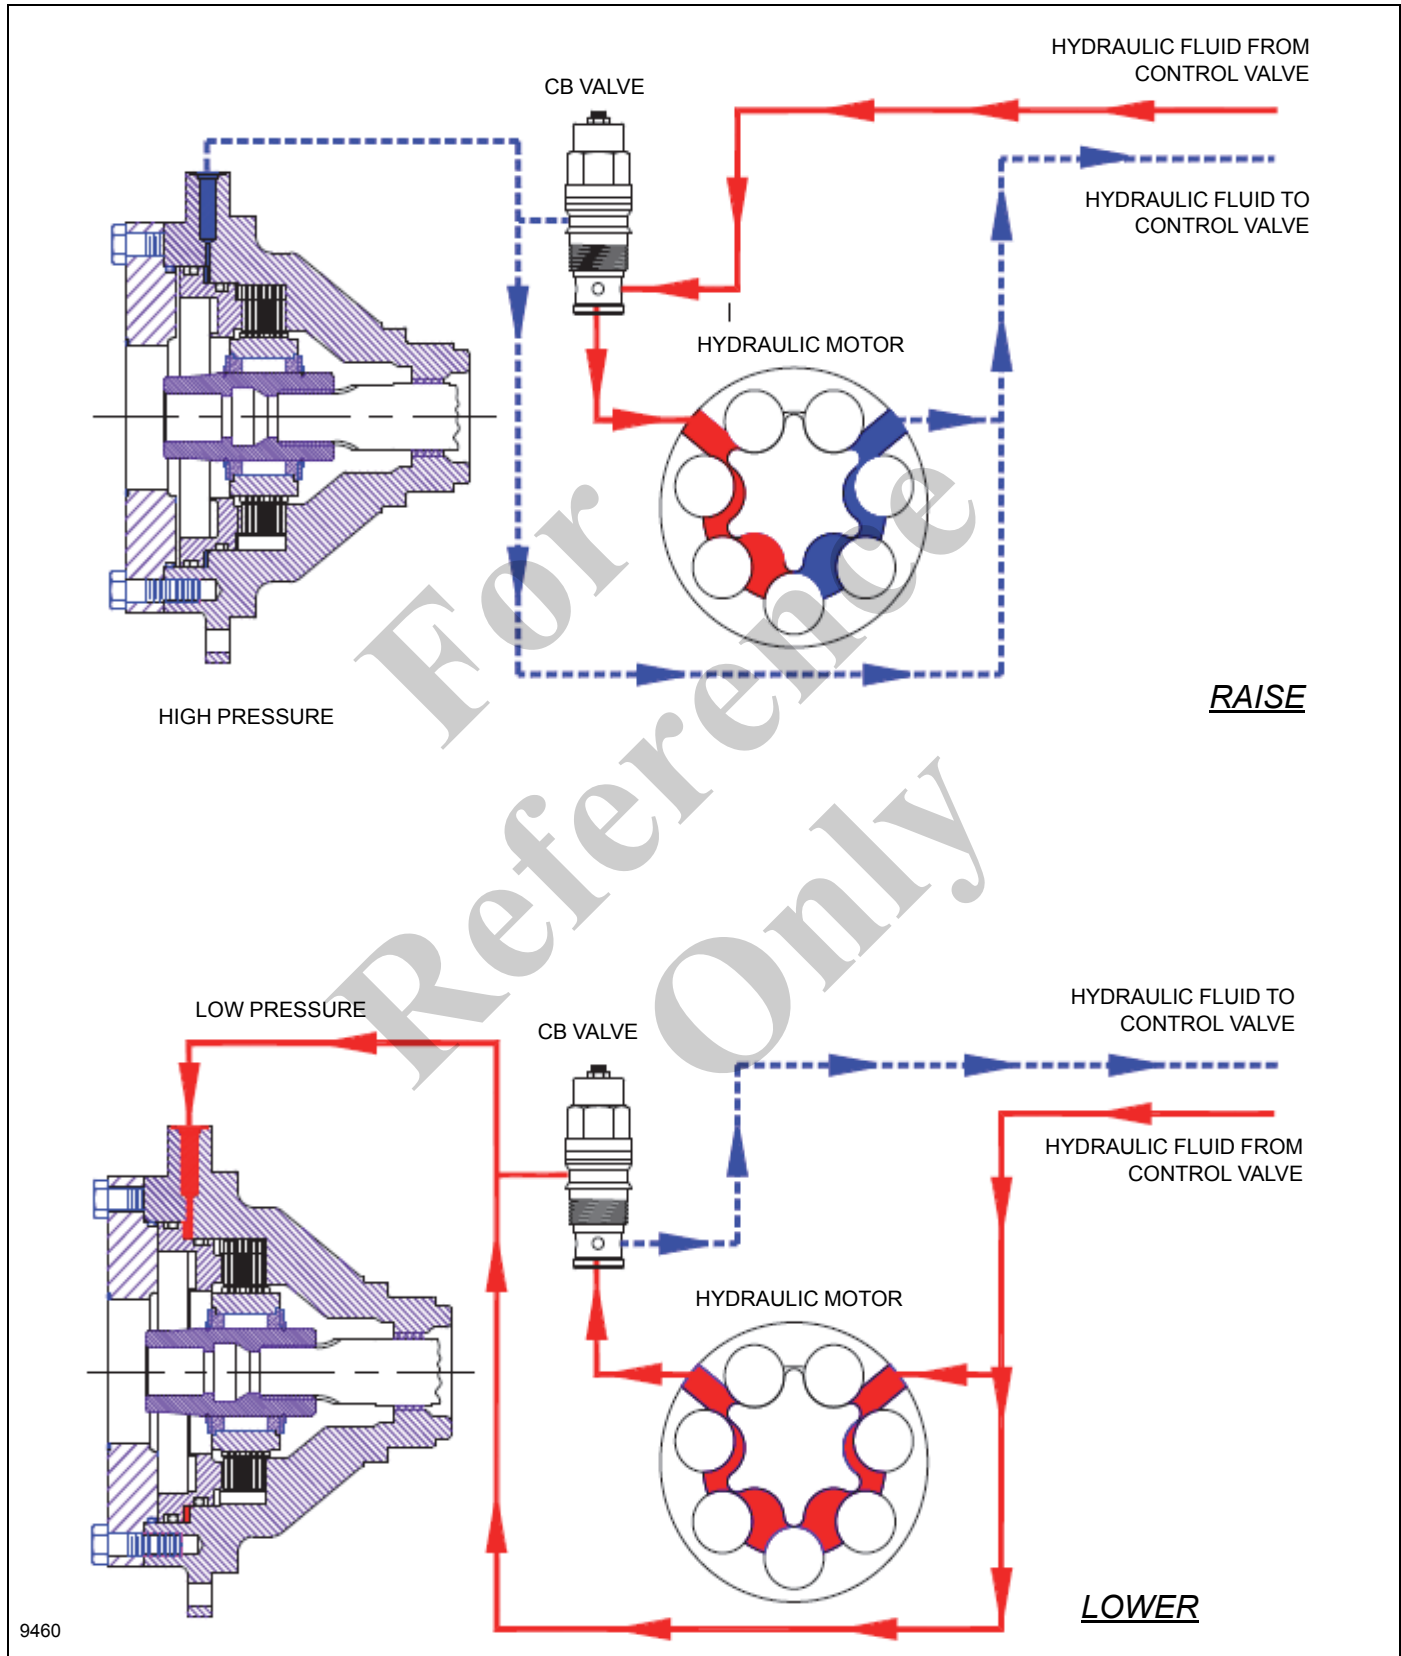 HYDRAULIC FLUID FROM
CONTROL VALVE
CB VALVE
HYDRAULIC FLUID TO
CONTROL VALVE
HYDRAULIC MOTOR
RAISE
HIGH PRESSURE
For
Reference
Only
LOW PRESSURE
CB VALVE
HYDRAULIC FLUID TO
CONTROL VALVE
HYDRAULIC FLUID FROM
CONTROL VALVE
HYDRAULIC MOTOR
LOWER
9460